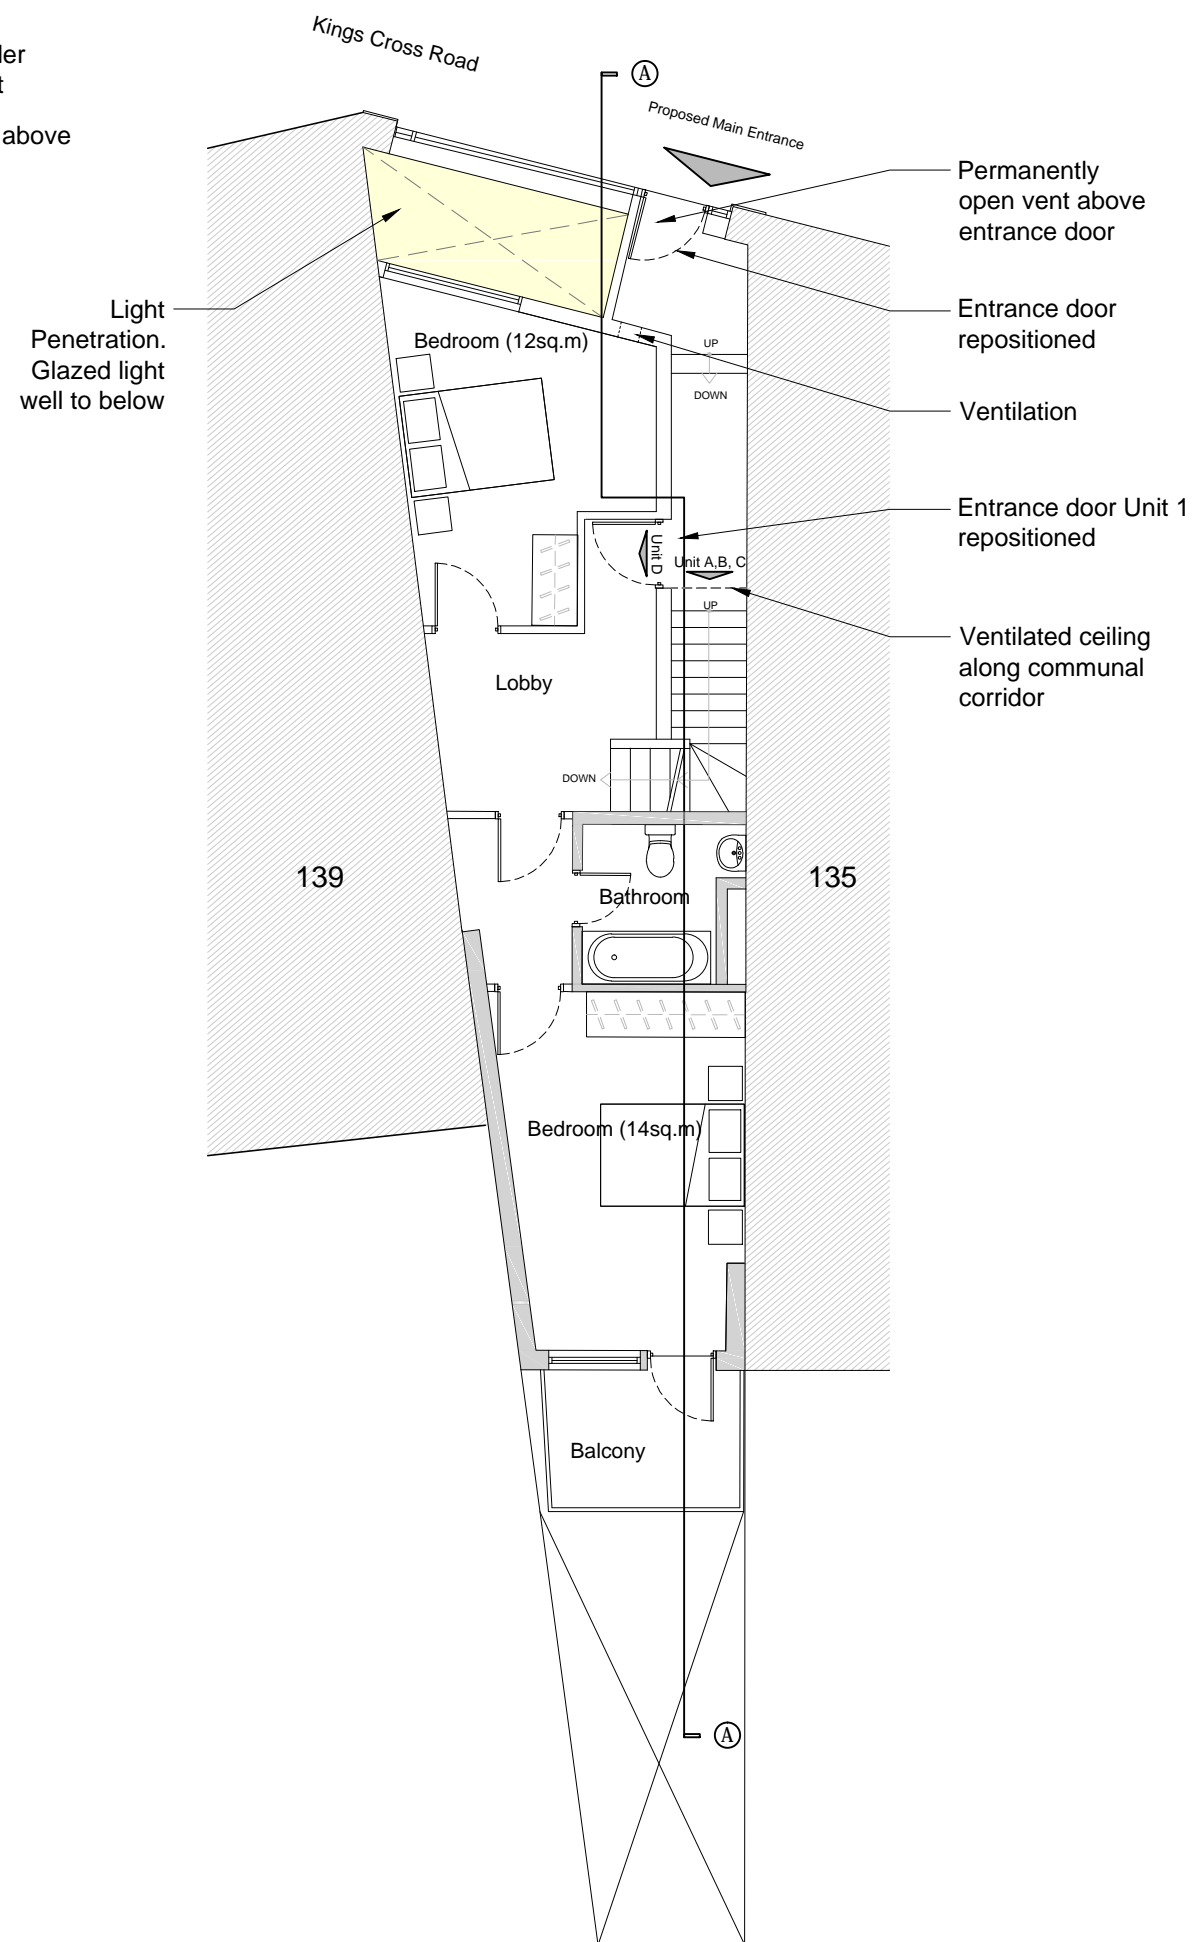 Kings Cross Road
A
above
Proposed Main Entrance
Permanently
open vent above
entrance door
Light
Penetration.
Glazed light
well to below
Entrance door
repositioned
Bedroom (12sq.m)
UP
DOWN
Ventilation
Entrance door Unit 1
repositioned
Unit D
Unit A,B, C
UP
Ventilated ceiling
along communal
corridor
Lobby
DOWN
139
135
Bathroom
Bedroom (14sq.m)
Balcony
A